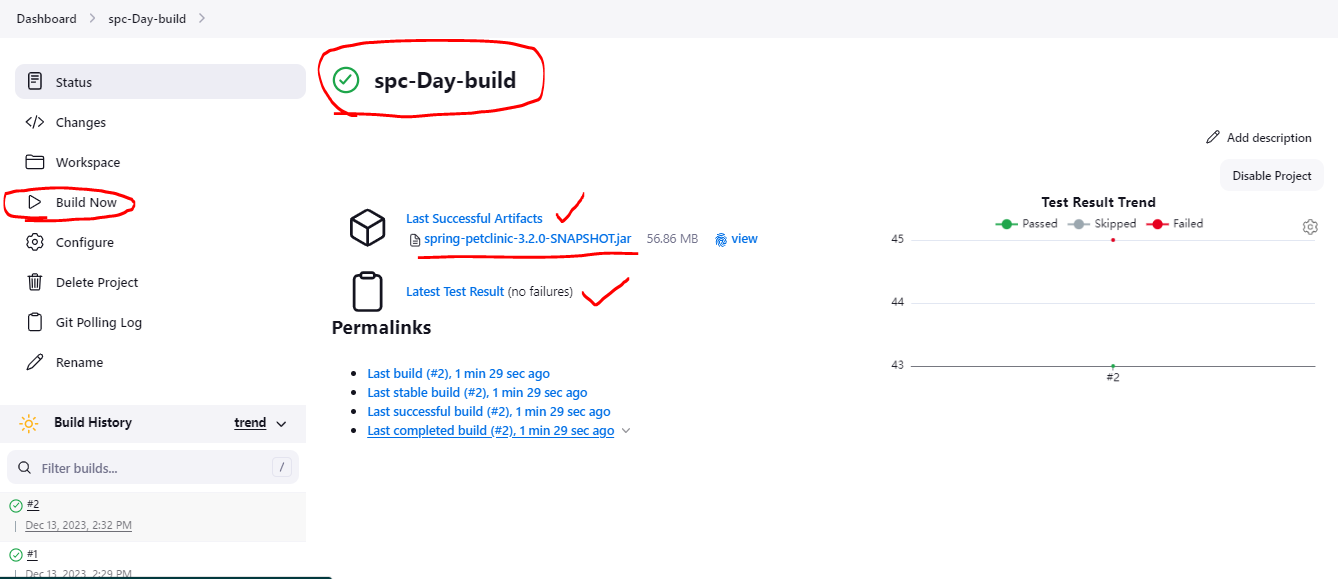 Dashboard > spc-Day-build >
Status
Changes
Workspace
Build Now
Configure
Delete Project
Git Polling Log
Rename
Build History trend
Filter builds... /
#2
Dec 13, 2023, 2:32 PM
#1
Dec 13, 2023, 2:29 PM
spc-Day-build
Add description
Disable Project
Last Successful Artifacts
spring-petclinic-3.2.0-SNAPSHOT.jar 56.86 MB view
Latest Test Result (no failures)
Permalinks
Last build (#2), 1 min 29 sec ago
Last stable build (#2), 1 min 29 sec ago
Last successful build (#2), 1 min 29 sec ago
Last completed build (#2), 1 min 29 sec ago
Test Result Trend
Passed Skipped Failed
45
44
43
#2